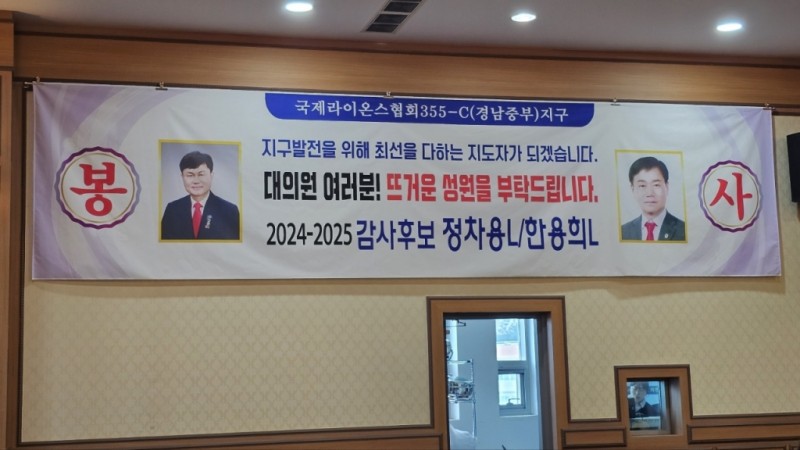 국제라이온스협회355-C(경남중부)지구
지구발전을 위해 최선을 다하는 지도자가 되겠습니다.
봉
대의원 여러분! 뜨거운 성원을 부탁드립니다.
사
2024-2025 감사후보 정차용L/한용희L